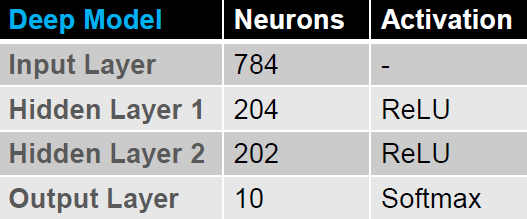 Deep Model Neurons Activation
Input Layer 784 -
Hidden Layer 1 204 ReLU
Hidden Layer 2 202 ReLU
Output Layer 10 Softmax